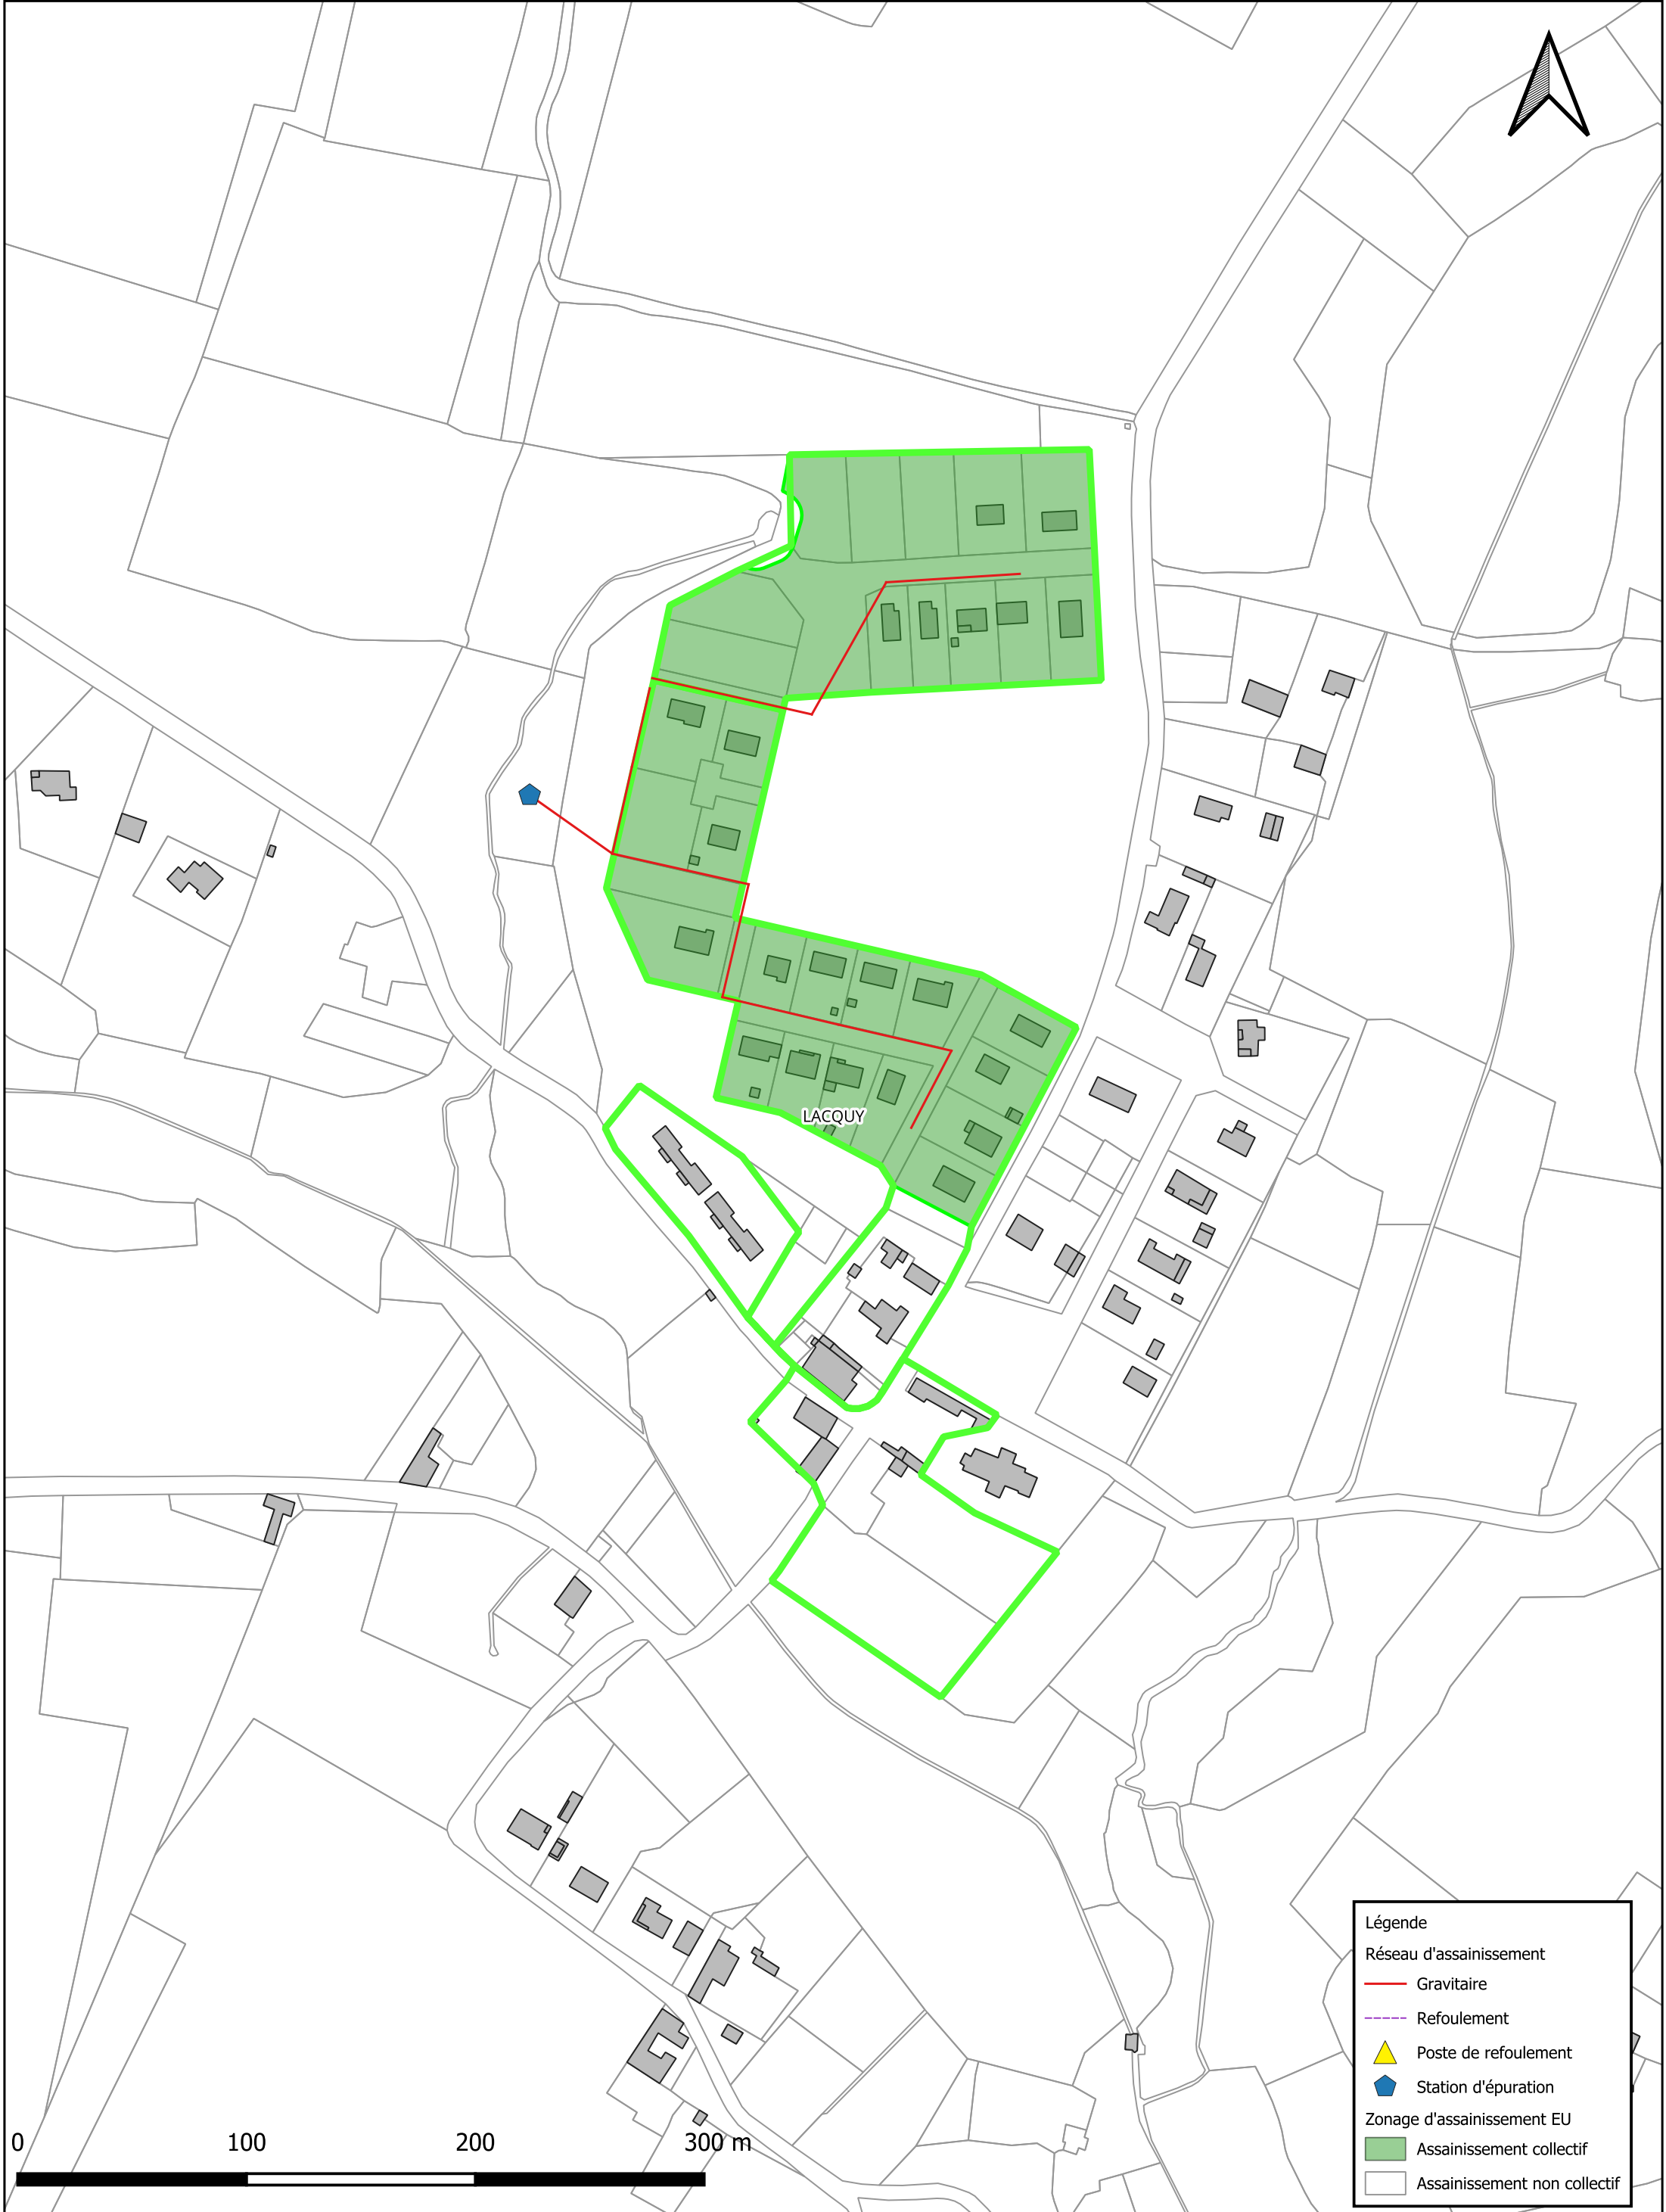 LACQUY
0 100 200 300 m
Légende
Réseau d'assainissement
Gravitaire
Refoulement
Poste de refoulement
Station d'épuration
Zonage d'assainissement EU
Assainissement collectif
Assainissement non collectif